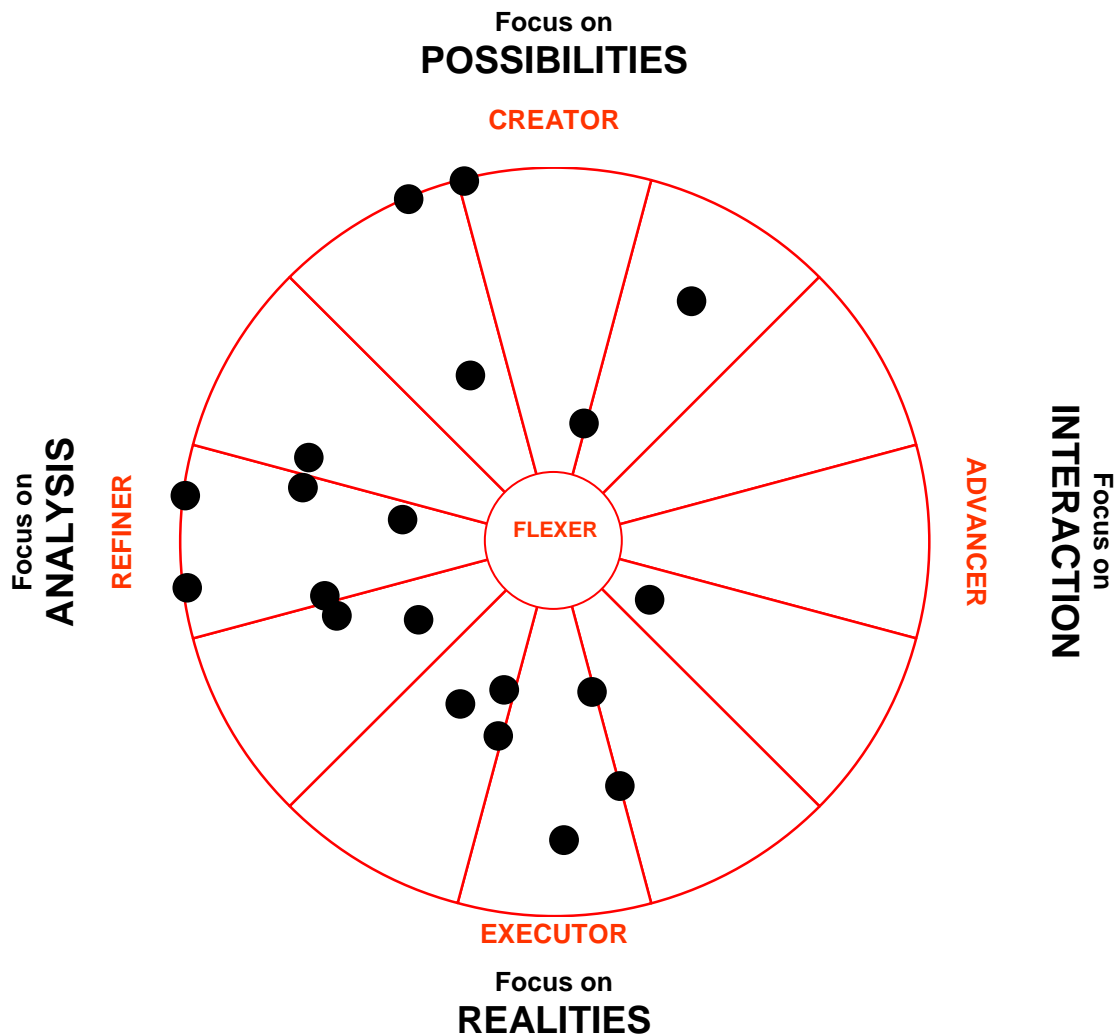 Focus on
POSSIBILITIES
CREATOR
Focus on
ANALYSIS
REFINER
FLEXER
ADVANCER
INTERACTION
Focus on
EXECUTOR
Focus on
REALITIES